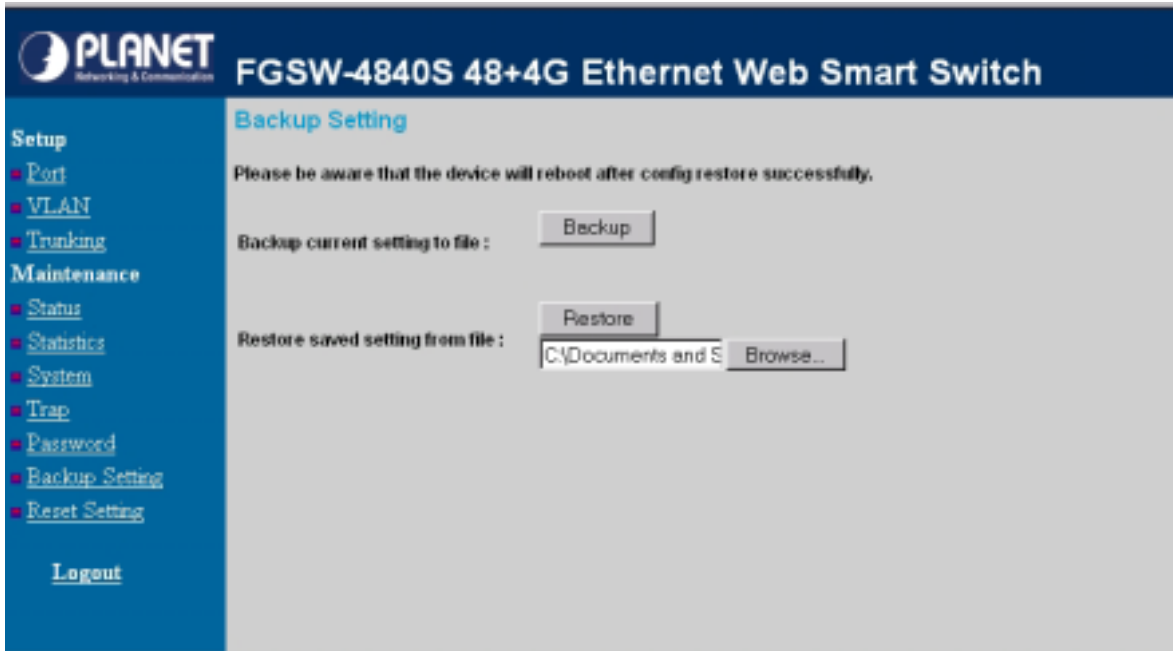 PLANET
Networking & Communication
FGSW-4840S 48+4G Ethernet Web Smart Switch
Setup
Port
VLAN
Trunking
Maintenance
Status
Statistics
System
Trap
Password
Backup Setting
Reset Setting
Logout
Backup Setting
Please be aware that the device will reboot after config restore successfully.
Backup current setting to file :
Backup
Restore saved setting from file :
Restore
C:\Documents and S
Browse...